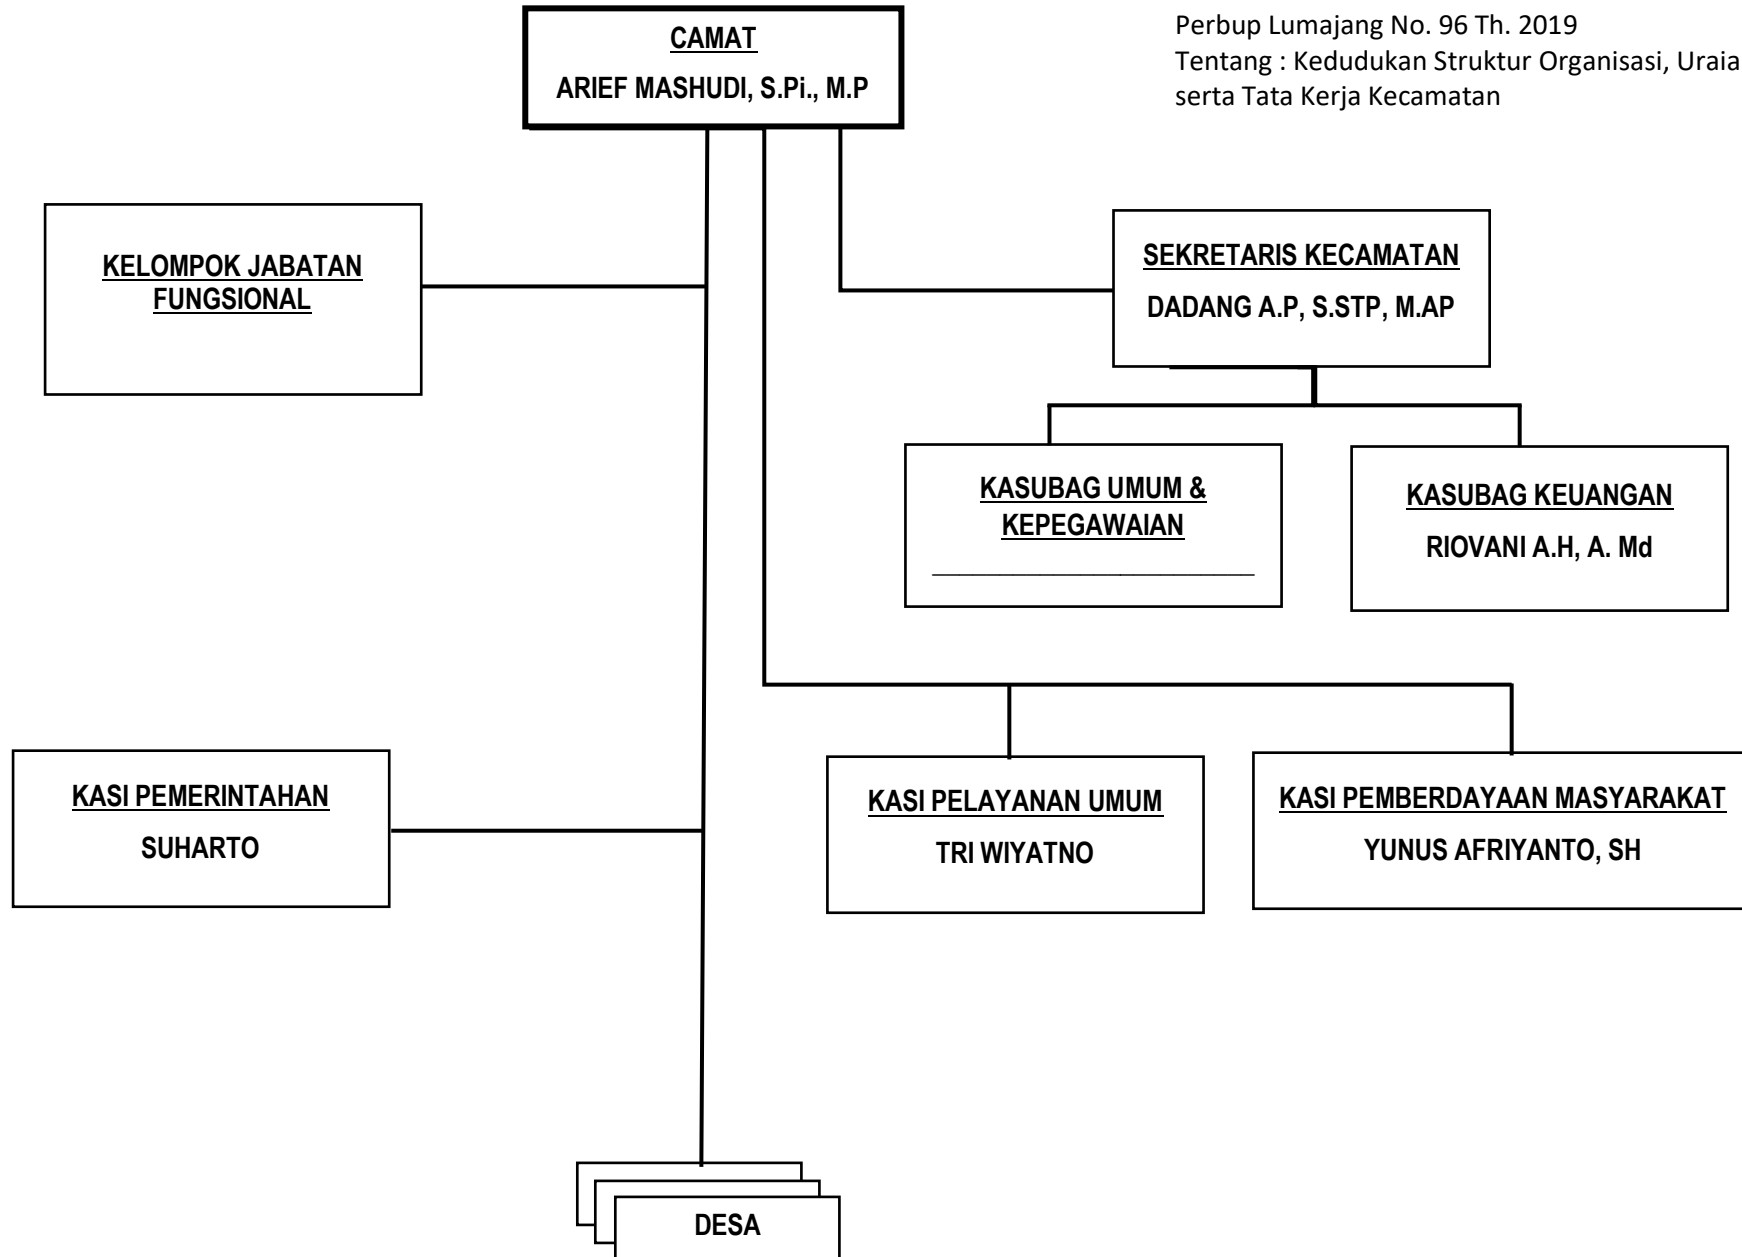 CAMAT
ARIEF MASHUDI, S.Pi., M.P
Perbup Lumajang No. 96 Th. 2019
Tentang : Kedudukan Struktur Organisasi, Uraia
serta Tata Kerja Kecamatan
KELOMPOK JABATAN
FUNGSIONAL
SEKRETARIS KECAMATAN
DADANG A.P, S.STP, M.AP
KASUBAG UMUM &
KEPEGAWAIAN
KASUBAG KEUANGAN
RIOVANI A.H, A. Md
KASI PEMERINTAHAN
SUHARTO
KASI PELAYANAN UMUM
TRI WIYATNO
KASI PEMBERDAYAAN MASYARAKAT
YUNUS AFRIYANTO, SH
DESA